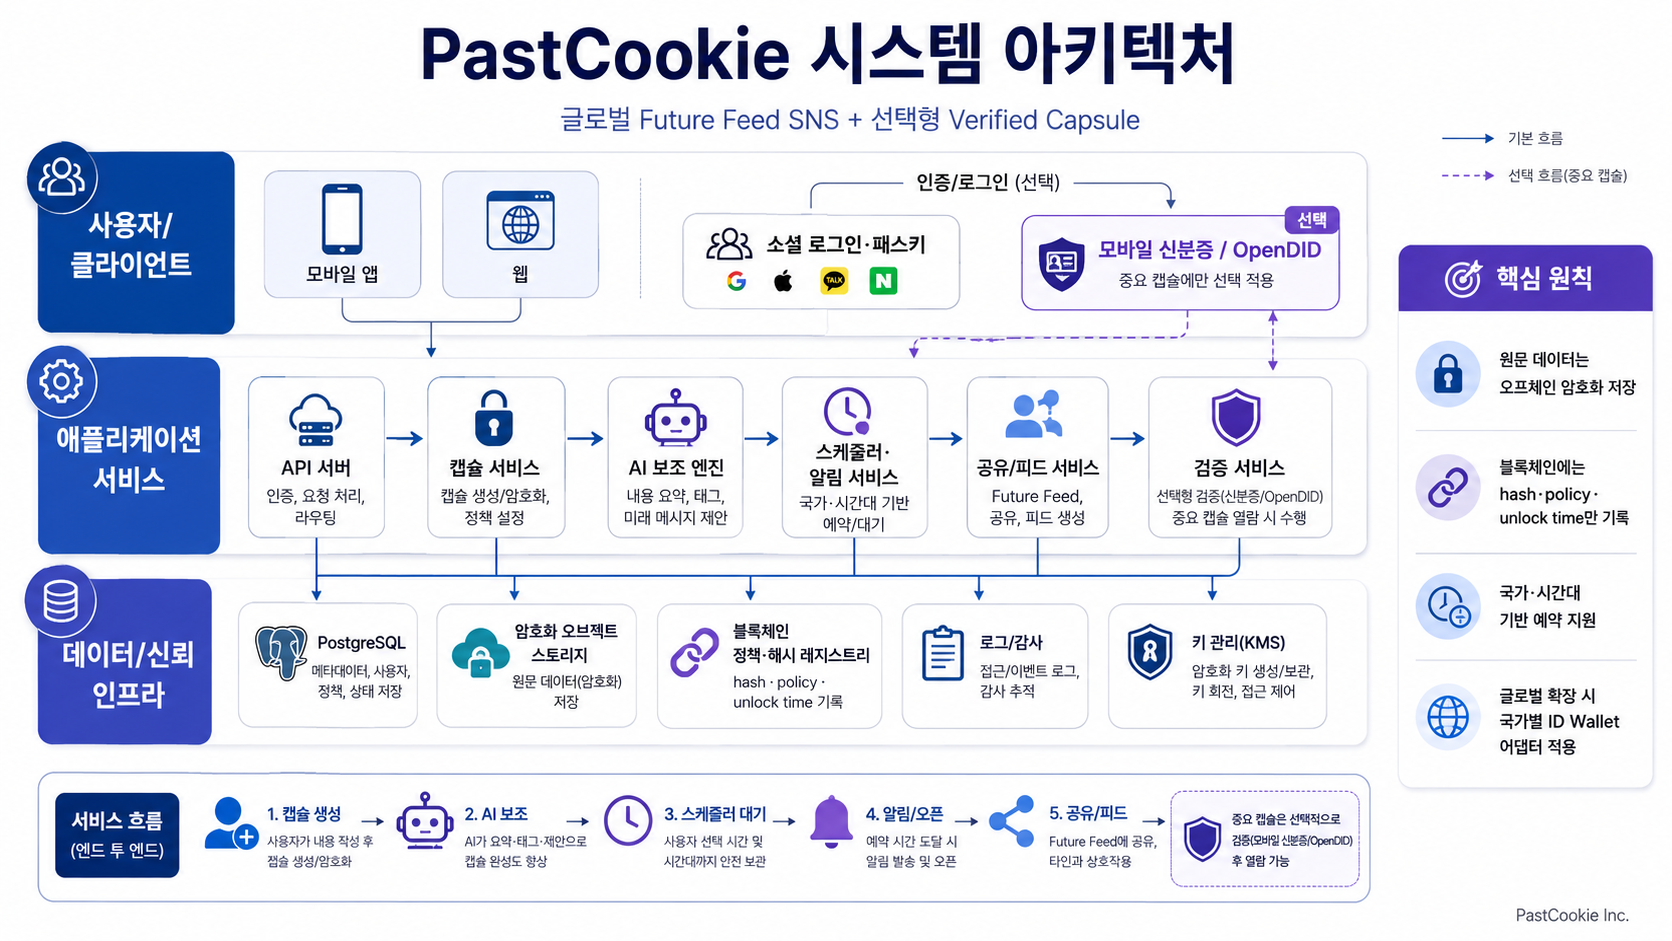 PastCookie 시스템 아키텍처
글로벌 Future Feed SNS + 선택형 Verified Capsule
기본 흐름
선택 흐름(중요 캡슐)
사용자/
클라이언트
모바일 앱
웹
인증/로그인 (선택)
소셜 로그인·패스키
G
TALK
N
선택
모바일 신분증 / OpenDID
중요 캡슐에만 선택 적용
애플리케이션
서비스
API 서버
인증, 요청 처리,
라우팅
캡슐 서비스
캡슐 생성/암호화,
정책 설정
AI 보조 엔진
내용 요약, 태그,
미래 메시지 제안
스케줄러·
알림 서비스
국가·시간대 기반
예약/대기
공유/피드 서비스
Future Feed,
공유, 피드 생성
검증 서비스
선택형 검증(신분증/OpenDID)
중요 캡슐 열람 시 수행
데이터/신뢰
인프라
PostgreSQL
메타데이터, 사용자,
정책, 상태 저장
암호화 오브젝트
스토리지
원문 데이터(암호화)
저장
블록체인
정책·해시 레지스트리
hash · policy ·
unlock time 기록
로그/감사
접근/이벤트 로그,
감사 추적
키 관리(KMS)
암호화 키 생성/보관,
키 회전, 접근 제어
핵심 원칙
원문 데이터는
오프체인 암호화 저장
블록체인에는
hash · policy ·
unlock time만 기록
국가·시간대
기반 예약 지원
글로벌 확장 시
국가별 ID Wallet
어댑터 적용
서비스 흐름
(엔드 투 엔드)
1. 캡슐 생성
사용자가 내용 작성 후
캡슐 생성/암호화
2. AI 보조
AI가 요약·태그·제안으로
캡슐 완성도 향상
3. 스케줄러 대기
사용자 선택 시간 및
시간대까지 안전 보관
4. 알림/오픈
예약 시간 도달 시
알림 발송 및 오픈
5. 공유/피드
Future Feed에 공유,
타인과 상호작용
중요 캡슐은 선택적으로
검증(모바일 신분증/OpenDID)
후 열람 가능
PastCookie Inc.